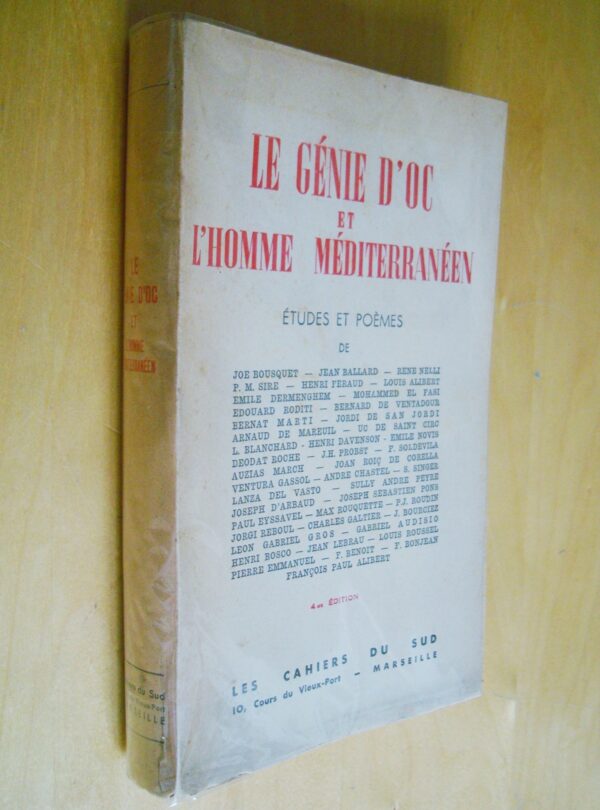 LE GÉNIE D'OC
ET
L'HOMME MÉDITERRANÉEN
ÉTUDES ET POÈMES
DE
JOE BOUSQUET — JEAN BALLARD — RENE NELLI
P. M. SIRE — HENRI FERAUD — LOUIS ALIBERT
EMILE DERMENGHEM — MOHAMMED EL FASI
EDOUARD RODITI — BERNARD DE VENTADOUR
BERNAT MARTI — JORDI DE SAN JORDI
ARNAUD DE MAREUIL — UC DE SAINT CIRC
L. BLANCHARD - HENRI DAVENSON - EMILE NOVIS
DEODAT ROCHE — J.H. PROBST — F. SOLDEVILA
AUZIAS MARCH — JOAN ROIÇ DE CORELLA
VENTURA GASSOL — ANDRE CHASTEL — S. SINGER
LANZA DEL VASTO — SULLY ANDRE PEYRE
JOSEPH D'ARBAUD — JOSEPH SEBASTIEN PONS
PAUL EYSSAVEL — MAX ROUQUETTE — P.J. ROUDIN
JORGI REBOUL — CHARLES GALTIER — J. BOURCIEZ
LEON GABRIEL GROS — GABRIEL AUDISIO
HENRI BOSCO — JEAN LEBRAU — LOUIS ROUSSEL
PIERRE EMMANUEL — F. BENOIT — F. BONJEAN
FRANÇOIS PAUL ALIBERT
4me ÉDITION
LES CAHIERS DU SUD
10, Cours du Vieux-Port — MARSEILLE
LE
D'OC
ET
du Sud
Vieux-Port